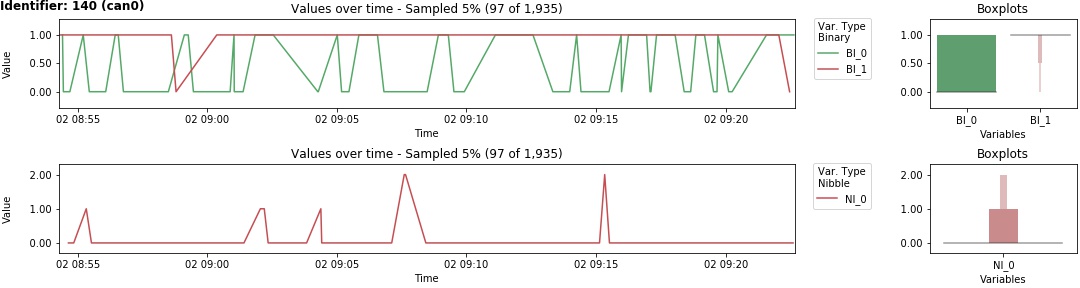 Identifier: 140 (can0)
Values over time - Sampled 5% (97 of 1,935)
Boxplots
Value
1.00
0.50
0.00
02 08:55
02 09:00
02 09:05
02 09:10
02 09:15
02 09:20
Time
Var. Type
Binary
BI_0
BI_1
1.00
0.50
0.00
BI_0
BI_1
Variables
Values over time - Sampled 5% (97 of 1,935)
Boxplots
Value
2.00
1.00
0.00
02 08:55
02 09:00
02 09:05
02 09:10
02 09:15
02 09:20
Time
Var. Type
Nibble
NI_0
2.00
1.00
0.00
NI_0
Variables